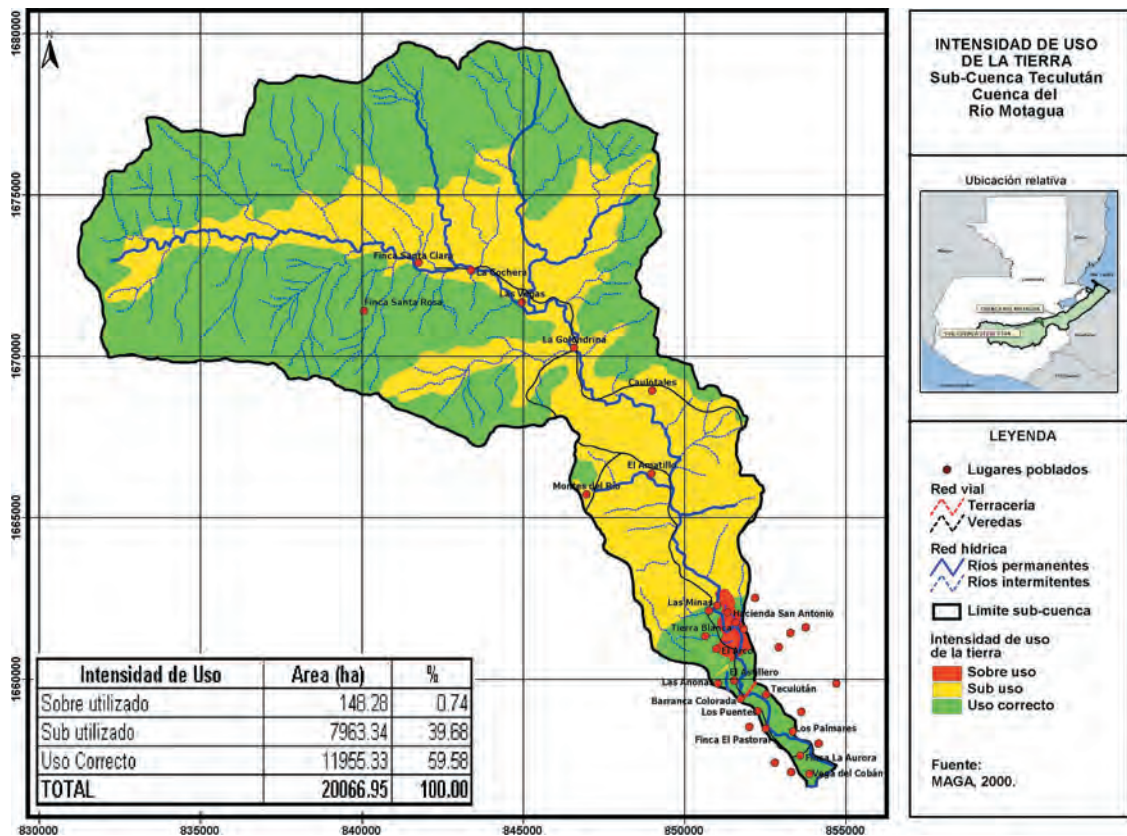 INTENSIDAD DE USO
DE LA TIERRA
Sub-Cuenca Teculután
Cuenca del
Río Motagua
Ubicación relativa
CUENCA RIO MOTAGUA
LEYENDA
Lugares poblados
Red vial
Terracería
Veredas
Red hídrica
Ríos permanentes
Ríos intermitentes
Límite sub-cuenca
Intensidad de uso
de la tierra
Sobre uso
Sub uso
Uso correcto
Fuente:
MAGA, 2000.
N
1680000
1675000
1670000
1665000
1660000
830000
835000
840000
845000
850000
855000
Finca Santa Clara
La Cochera
Las Vegas
Finca Santa Rosa
La Golondrina
Caulotales
El Amatillo
Montes del Río
Las Minas
Hacienda San Antonio
Tierra Blanca
El Arco
El Astillero
Las Anonas
Teculután
Barranca Colorada
Los Puentes
Los Palmares
Finca El Pastoral
Finca La Aurora
Vega del Cobán
Intensidad de Uso Area (ha) %
Sobre utilizado 148.28 0.74
Sub utilizado 7963.34 39.68
Uso Correcto 11955.33 59.58
TOTAL 20066.95 100.00